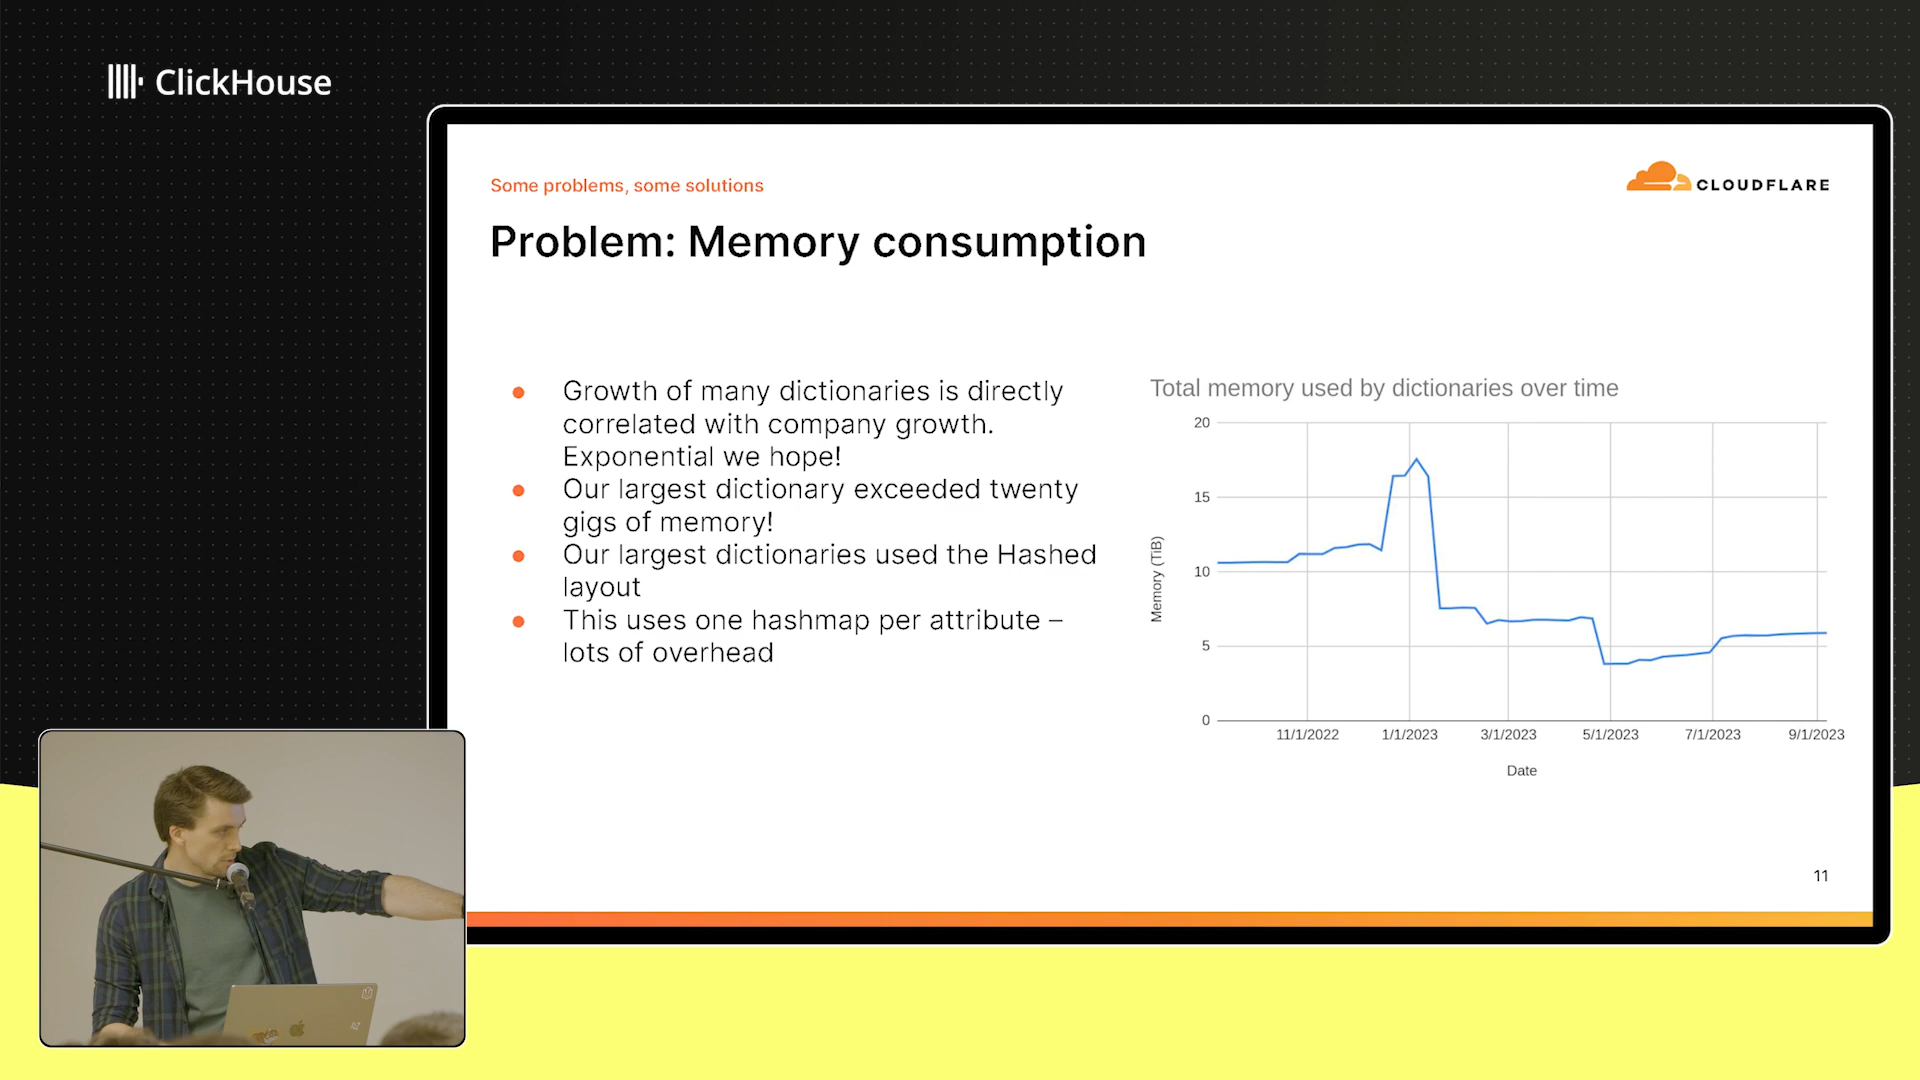 ClickHouse
Some problems, some solutions
CLOUDFLARE
Problem: Memory consumption
Growth of many dictionaries is directly
correlated with company growth.
Exponential we hope!
Our largest dictionary exceeded twenty
gigs of memory!
Our largest dictionaries used the Hashed
layout
This uses one hashmap per attribute –
lots of overhead
Total memory used by dictionaries over time
Memory (TiB)
20
15
10
5
0
11/1/2022 1/1/2023 3/1/2023 5/1/2023 7/1/2023 9/1/2023
Date
11